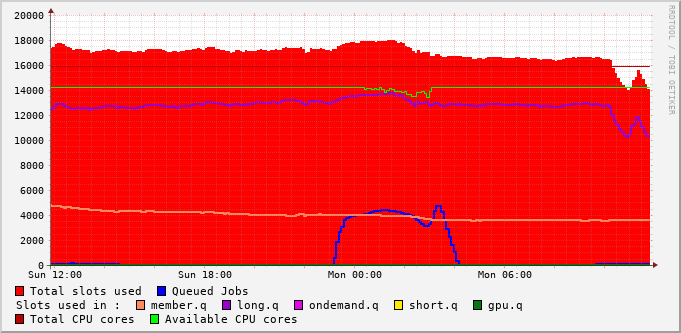 20000
18000
16000
14000
12000
10000
8000
6000
4000
2000
0
Sun 12:00 Sun 18:00 Mon 00:00 Mon 06:00
Total slots used Queued Jobs
Slots used in : member.q long.q ondemand.q short.q gpu.q
Total CPU cores Available CPU cores
RRDTOOL / TOBI OETIKER